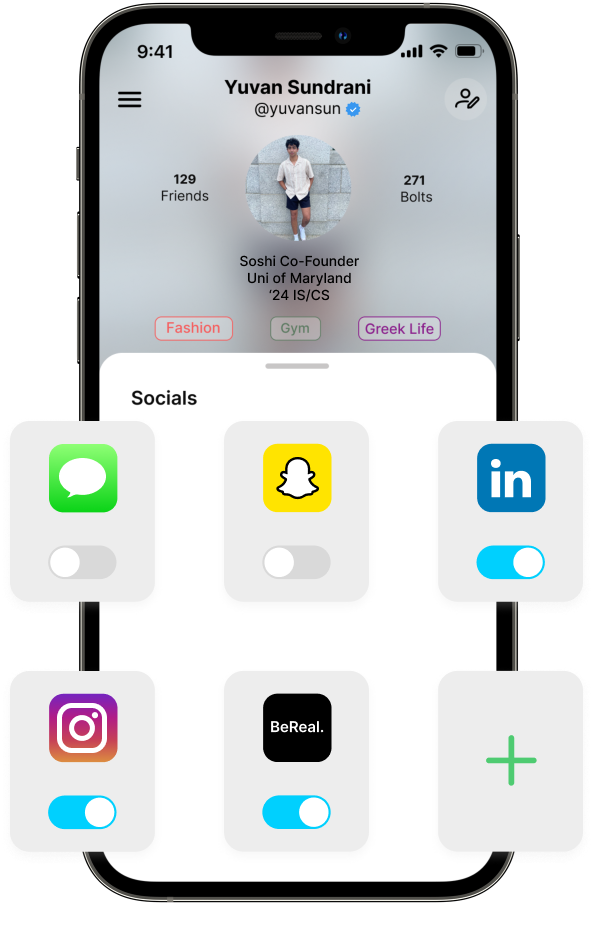 9:41
Yuvan Sundrani
@yuvansun
129
Friends
271
Bolts
Soshi Co-Founder
Uni of Maryland
‘24 IS/CS
Fashion
Gym
Greek Life
Socials
in
BeReal.